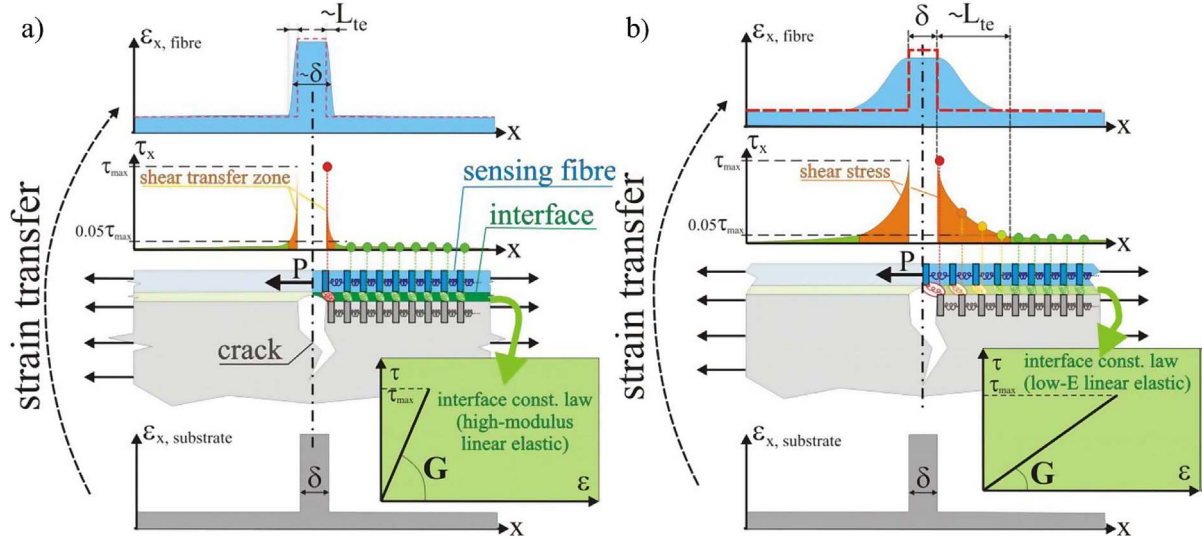 a)
~L te
ε x, fibre
~δ
x
τ x
τ max
shear transfer zone
sensing fibre
interface
0.05τ max
x
P
crack
strain transfer
τ
τ max
interface const. law
(high-modulus
linear elastic)
G
ε
ε x, substrate
δ
x
b)
δ
~L te
ε x, fibre
x
τ x
τ max
shear stress
0.05τ max
x
P
strain transfer
τ
τ max
interface const. law
(low-E linear elastic)
G
ε
ε x, substrate
δ
x